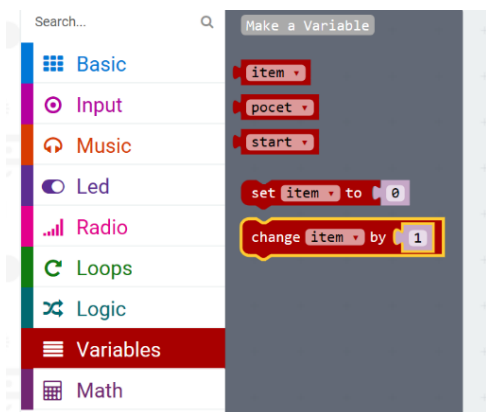 Search...
Basic
Input
Music
Led
Radio
Loops
Logic
Variables
Math
Make a Variable
item
pocet
start
set item to 0
change item by 1